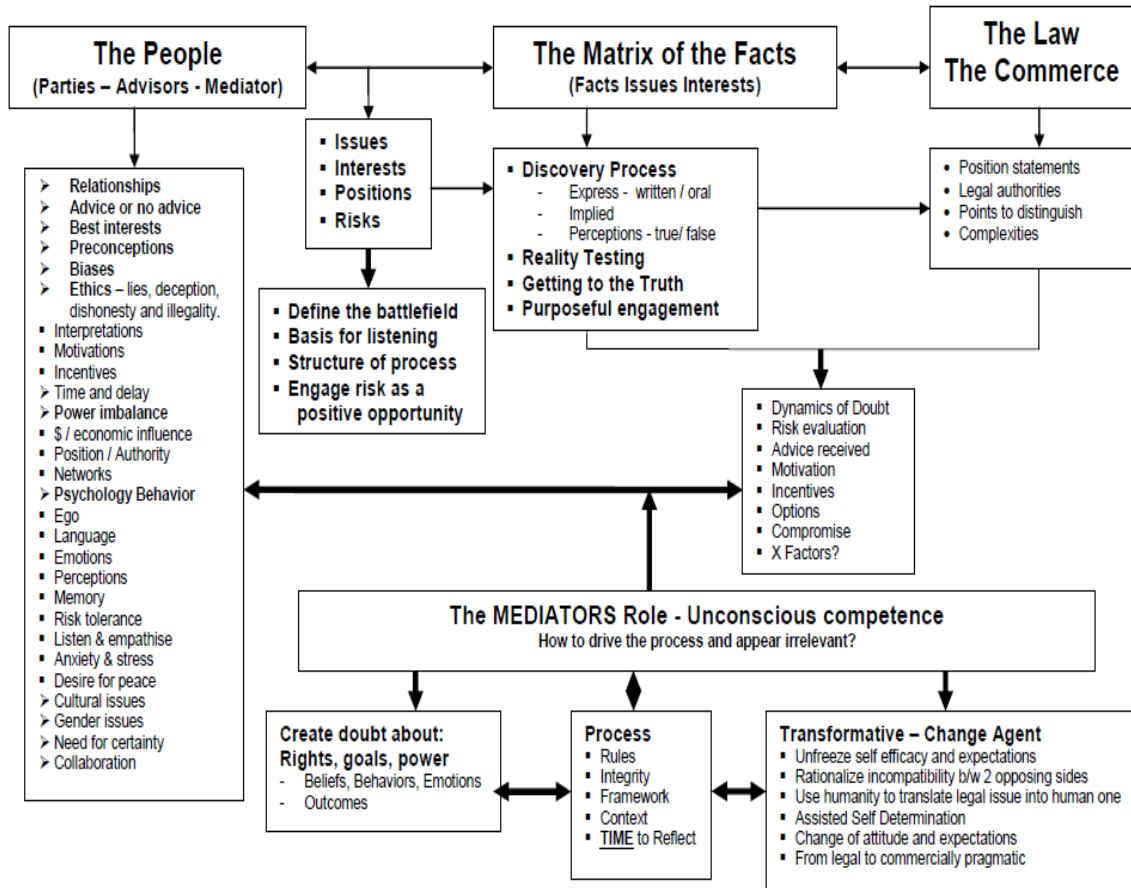 The People
(Parties – Advisors - Mediator)
The Matrix of the Facts
(Facts Issues Interests)
The Law
The Commerce
➢ Relationships
➢ Advice or no advice
➢ Best interests
➢ Preconceptions
➢ Biases
➢ Ethics – lies, deception,
dishonesty and illegality.
▪ Interpretations
▪ Motivations
▪ Incentives
➢ Time and delay
➢ Power imbalance
▪ $ / economic influence
▪ Position / Authority
▪ Networks
➢ Psychology Behavior
▪ Ego
▪ Language
▪ Emotions
▪ Perceptions
▪ Memory
▪ Risk tolerance
▪ Listen & empathise
▪ Anxiety & stress
▪ Desire for peace
➢ Cultural issues
➢ Gender issues
➢ Need for certainty
➢ Collaboration
▪ Issues
▪ Interests
▪ Positions
▪ Risks
▪ Define the battlefield
▪ Basis for listening
▪ Structure of process
▪ Engage risk as a
positive opportunity
▪ Discovery Process
- Express - written / oral
- Implied
- Perceptions - true/ false
▪ Reality Testing
▪ Getting to the Truth
▪ Purposeful engagement
• Position statements
• Legal authorities
• Points to distinguish
• Complexities
▪ Dynamics of Doubt
▪ Risk evaluation
▪ Advice received
▪ Motivation
▪ Incentives
▪ Options
▪ Compromise
▪ X Factors?
The MEDIATORS Role - Unconscious competence
How to drive the process and appear irrelevant?
Create doubt about:
Rights, goals, power
- Beliefs, Behaviors, Emotions
- Outcomes
Process
▪ Rules
▪ Integrity
▪ Framework
▪ Context
▪ TIME to Reflect
Transformative – Change Agent
▪ Unfreeze self efficacy and expectations
▪ Rationalize incompatibility b/w 2 opposing sides
▪ Use humanity to translate legal issue into human one
▪ Assisted Self Determination
▪ Change of attitude and expectations
▪ From legal to commercially pragmatic